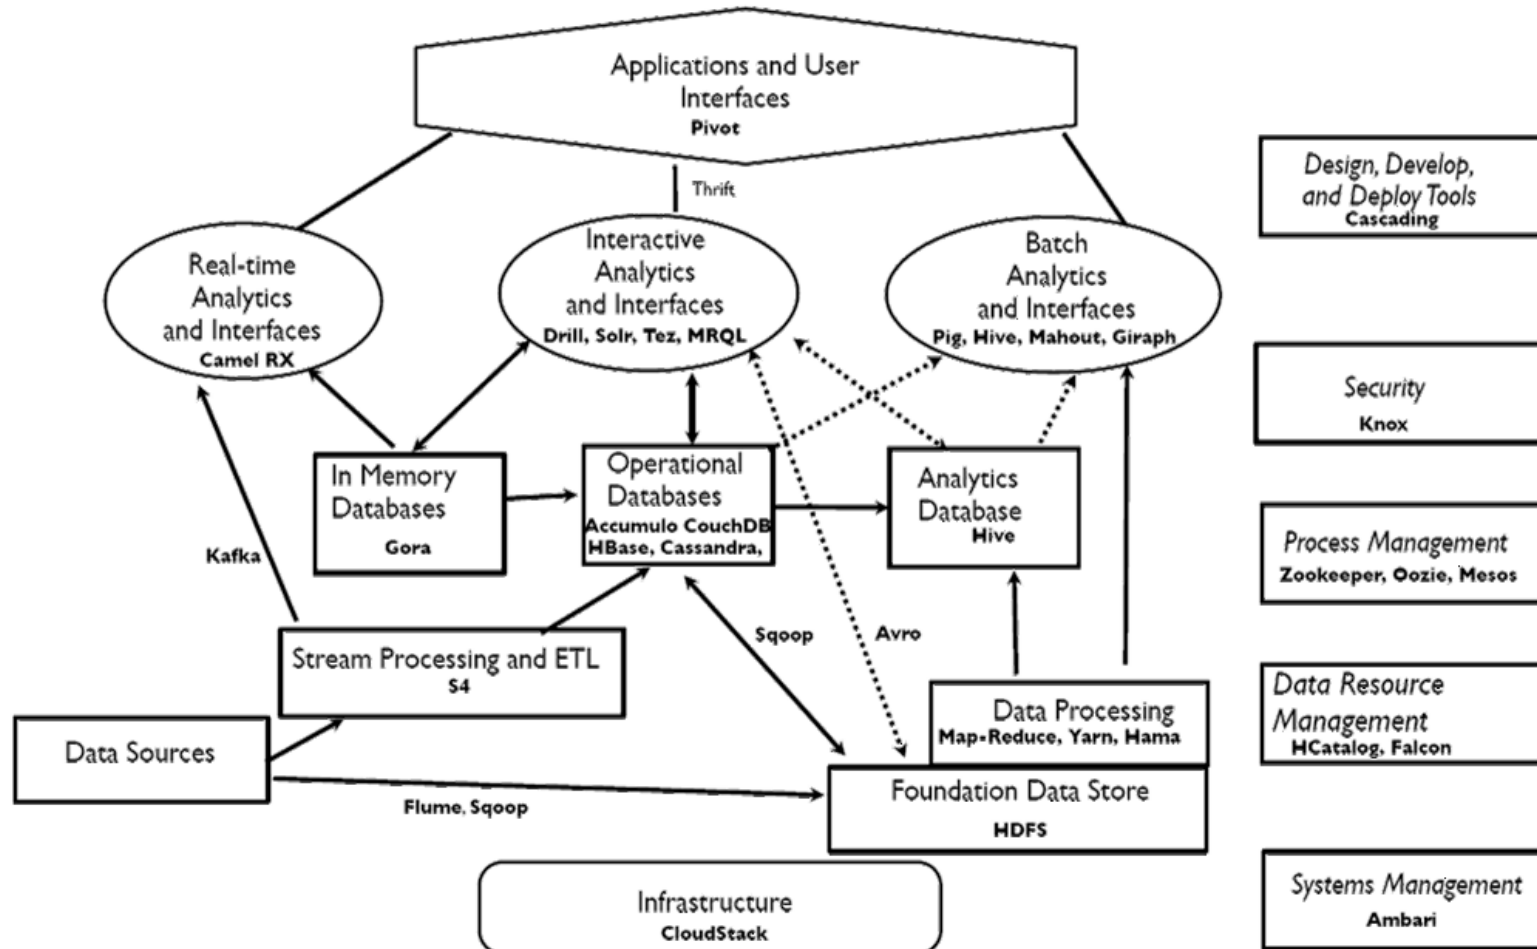 Applications and User
Interfaces
Pivot
Thrift
Design, Develop,
and Deploy Tools
Cascading
Real-time
Analytics
and Interfaces
Camel RX
Interactive
Analytics
and Interfaces
Drill, Solr, Tez, MRQL
Batch
Analytics
and Interfaces
Pig, Hive, Mahout, Giraph
Security
Knox
In Memory
Databases
Gora
Operational
Databases
Accumulo CouchDB
HBase, Cassandra,
Analytics
Database
Hive
Process Management
Zookeeper, Oozie, Mesos
Kafka
Sqoop
Avro
Stream Processing and ETL
S4
Data Sources
Flume, Sqoop
Data Processing
Map-Reduce, Yarn, Hama
Foundation Data Store
HDFS
Data Resource
Management
HCatalog, Falcon
Infrastructure
CloudStack
Systems Management
Ambari